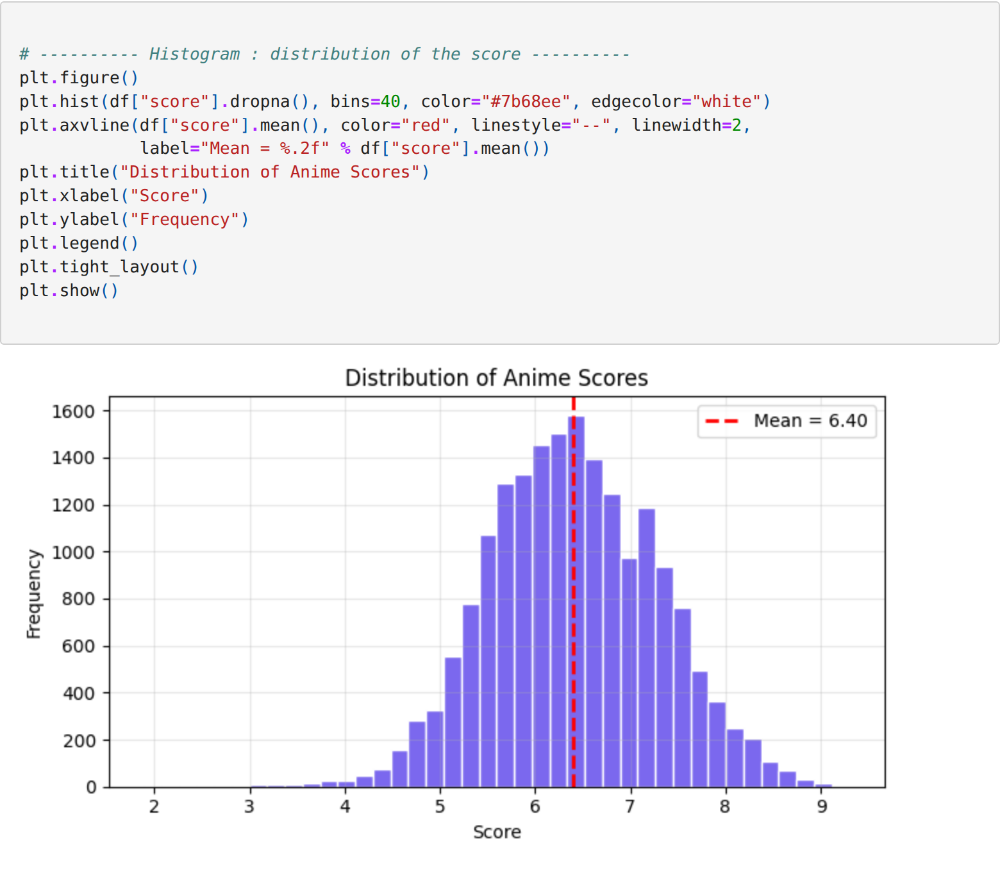 # ---------- Histogram : distribution of the score ----------
plt.figure()
plt.hist(df["score"].dropna(), bins=40, color="#7b68ee", edgecolor="white")
plt.axvline(df["score"].mean(), color="red", linestyle="--", linewidth=2,
            label="Mean = %.2f" % df["score"].mean())
plt.title("Distribution of Anime Scores")
plt.xlabel("Score")
plt.ylabel("Frequency")
plt.legend()
plt.tight_layout()
plt.show()
Distribution of Anime Scores
Mean = 6.40
Frequency
1600
1400
1200
1000
800
600
400
200
0
2 3 4 5 6 7 8 9
Score